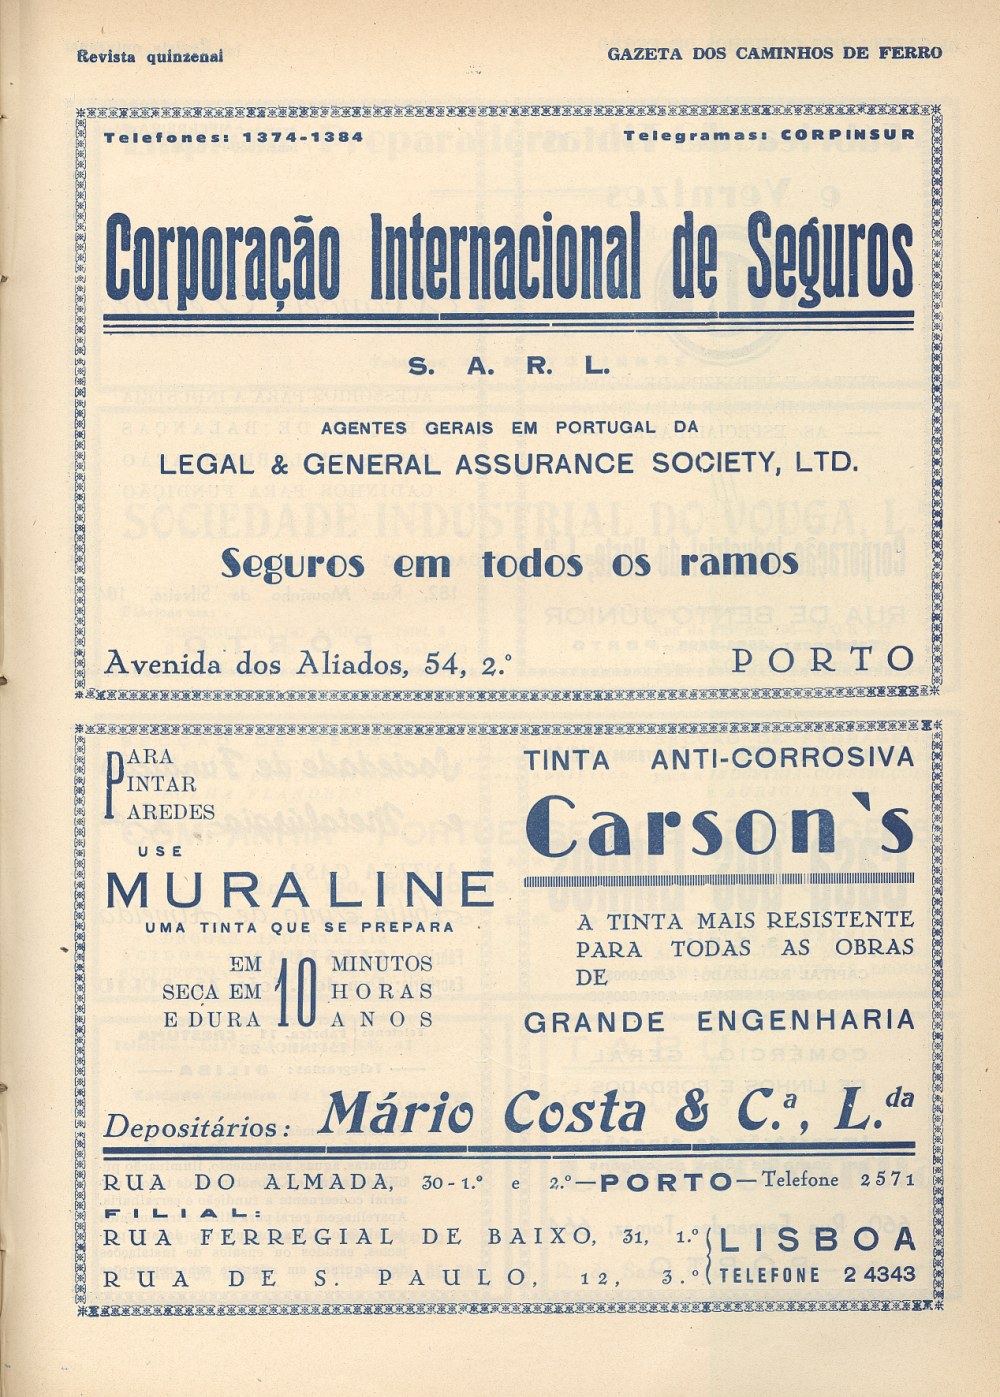 Revista quinzenal
GAZETA DOS CAMINHOS DE FERRO
Telefones: 1374-1384
Telegramas: CORPINSUR
Corporação Internacional de Seguros
S. A. R. L.
AGENTES GERAIS EM PORTUGAL DA
LEGAL & GENERAL ASSURANCE SOCIETY, LTD.
Seguros em todos os ramos
Avenida dos Aliados, 54, 2.º
PORTO
PARA
PINTAR
PAREDES
USE
MURALINE
UMA TINTA QUE SE PREPARA
EM 10 MINUTOS
SECA EM 10 HORAS
E DURA 10 ANOS
TINTA ANTI-CORROSIVA
Carson`s
A TINTA MAIS RESISTENTE
PARA TODAS AS OBRAS
DE
GRANDE ENGENHARIA
Depositários: Mário Costa & C.ª, L.da
RUA DO ALMADA, 30-1.º e 2.º—PORTO—Telefone 2571
FILIAL:
RUA FERREGIAL DE BAIXO, 31, 1.º
RUA DE S. PAULO, 12, 3.º
LISBOA
TELEFONE 24343